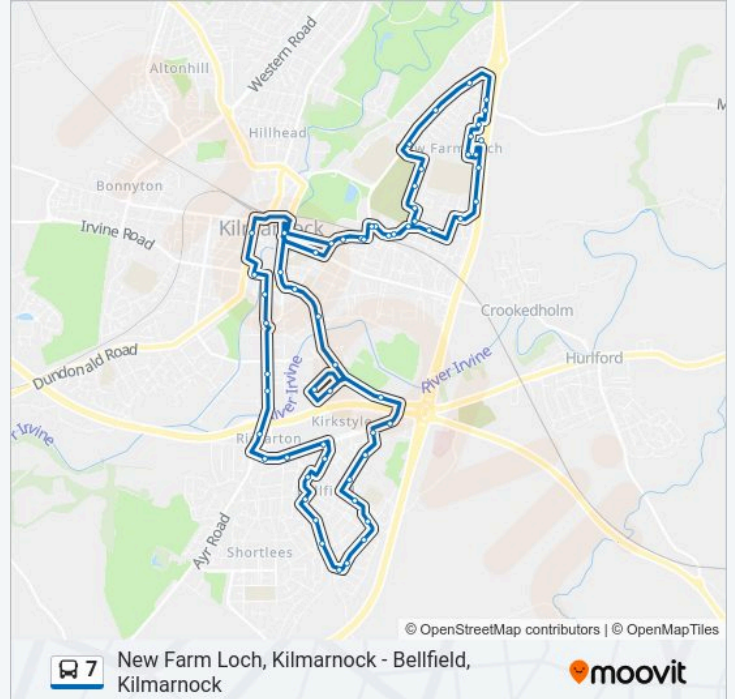 Western Road
Altonhill
Hillhead
New Farm Loch
Bonnyton
Irvine Road
Kilmarnock
Crookedholm
Hurlford
Dundonald Road
River Irvine
River Irvine
r Irvine
Kirkstyle
Riccarton
Bellfield
Ayr Road
Shortlees
© OpenStreetMap contributors | © OpenMapTiles
7
New Farm Loch, Kilmarnock - Bellfield,
Kilmarnock
moovit